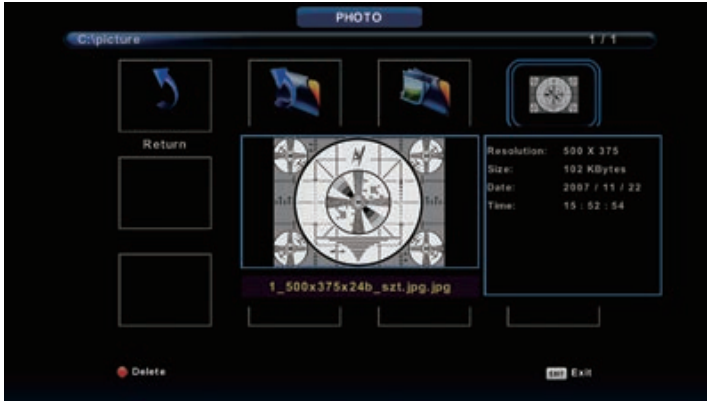 PHOTO
C:\picture
1 / 1
Return
Resolution: 500 X 375
Size: 102 KBytes
Date: 2007 / 11 / 22
Time: 15 : 52 : 54
1_500x375x24b_szt.jpg.jpg
Delete
EXIT Exit